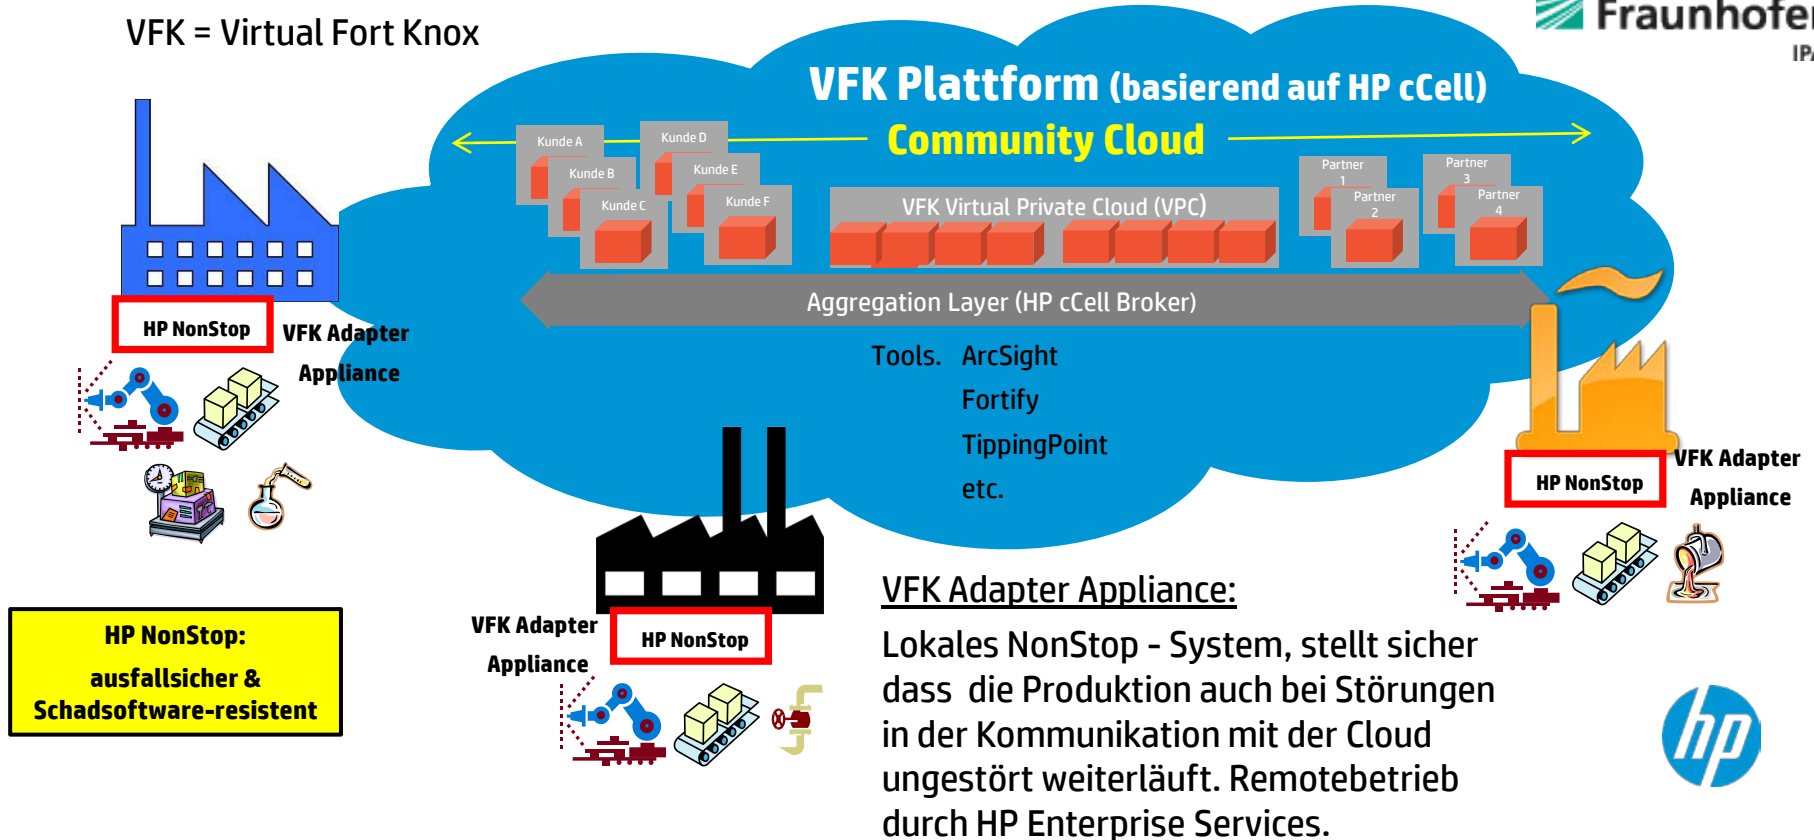 VFK = Virtual Fort Knox
Fraunhofer
VFK Plattform (basierend auf HP cCell)
Community Cloud
Kunde A
Kunde B
Kunde C
Kunde D
Kunde E
Kunde F
VFK Virtual Private Cloud (VPC)
Partner
1
Partner
2
Partner
3
Partner
4
Aggregation Layer (HP cCell Broker)
Tools. ArcSight
Fortify
TippingPoint
etc.
HP NonStop
VFK Adapter
Appliance
VFK Adapter
Appliance
HP NonStop
HP NonStop
VFK Adapter
Appliance
HP NonStop:
ausfallsicher &
Schadsoftware-resistent
VFK Adapter Appliance:
Lokales NonStop - System, stellt sicher
dass die Produktion auch bei Störungen
in der Kommunikation mit der Cloud
ungestört weiterläuft. Remotebetrieb
durch HP Enterprise Services.
hp